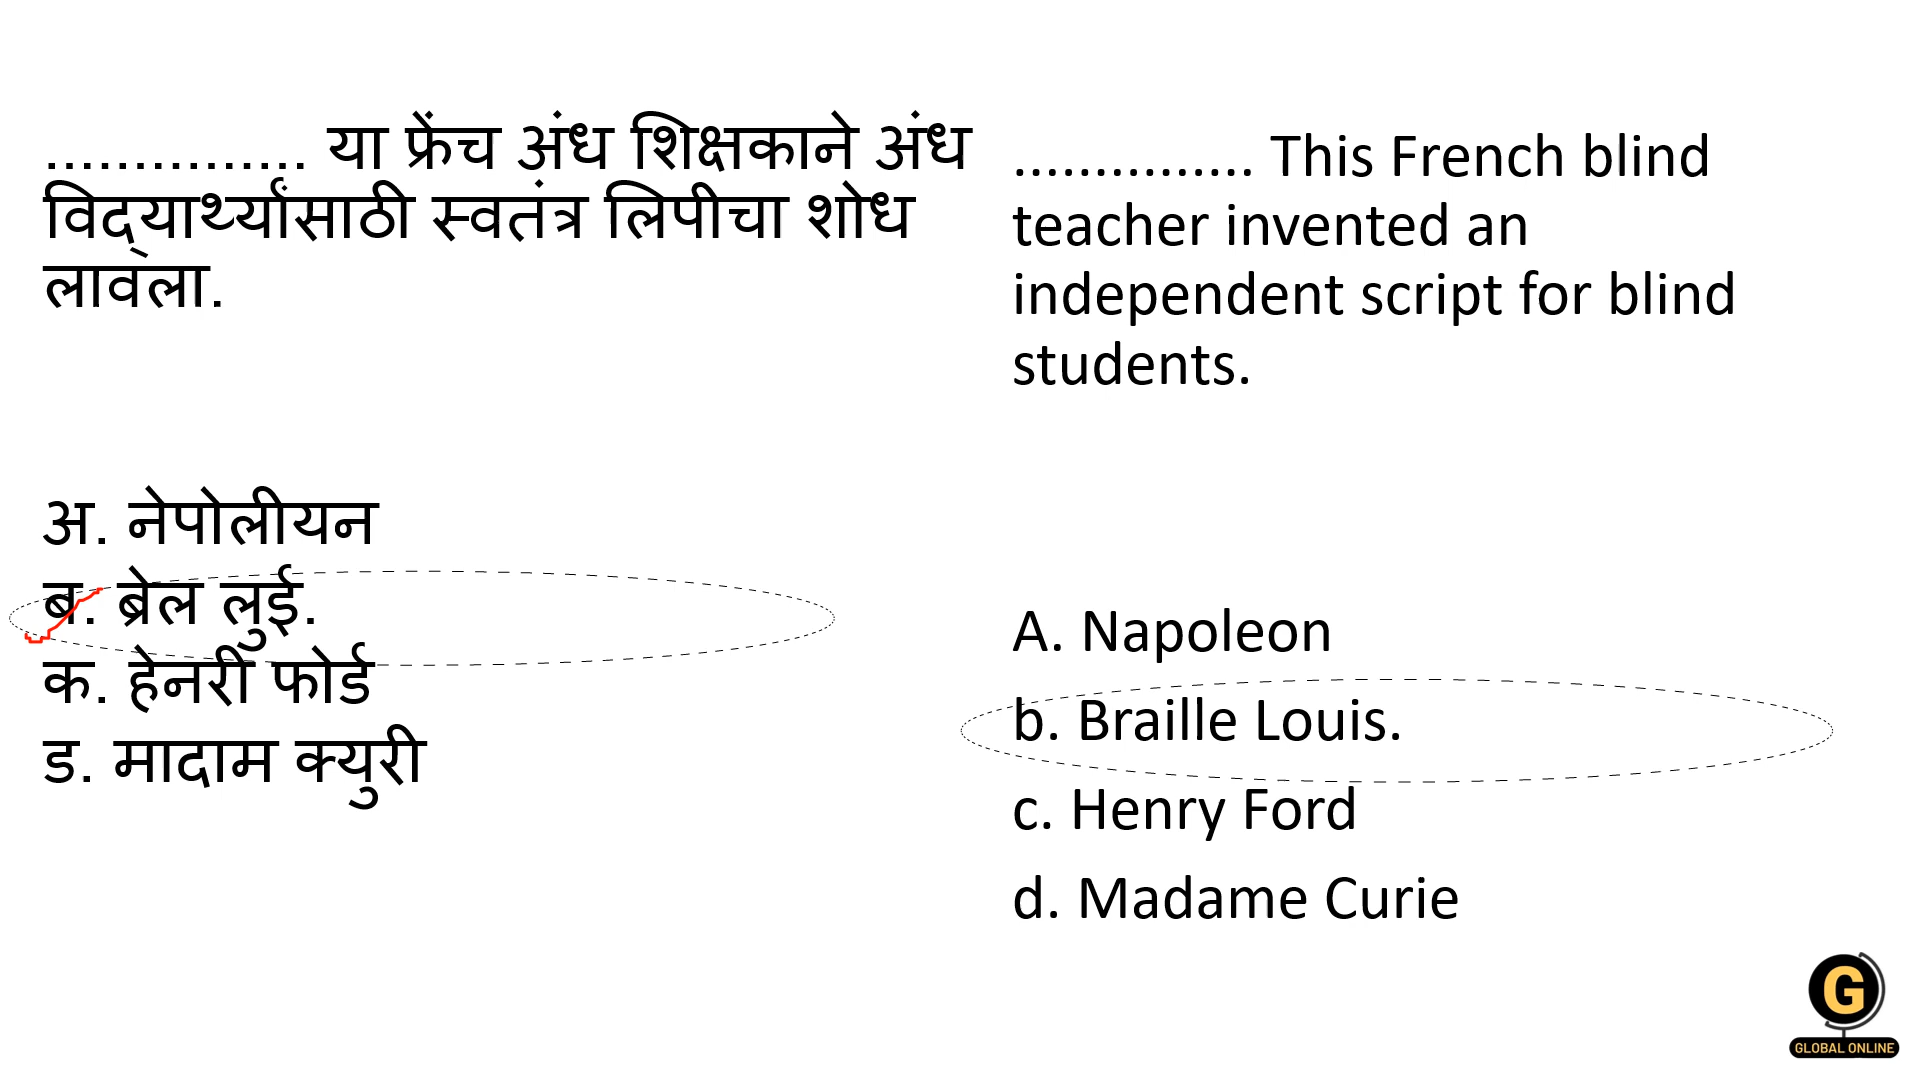 ............... या फ्रेंच अंध शिक्षकाने अंध
विद्‌यार्थ्यांसाठी स्वतंत्र लिपीचा शोध
लावला.
अ. नेपोलीयन
ब. ब्रेल लुई.
क. हेनरी फोर्ड
ड. मादाम क्युरी
............... This French blind
teacher invented an
independent script for blind
students.
A. Napoleon
b. Braille Louis.
c. Henry Ford
d. Madame Curie
G
GLOBAL ONLINE